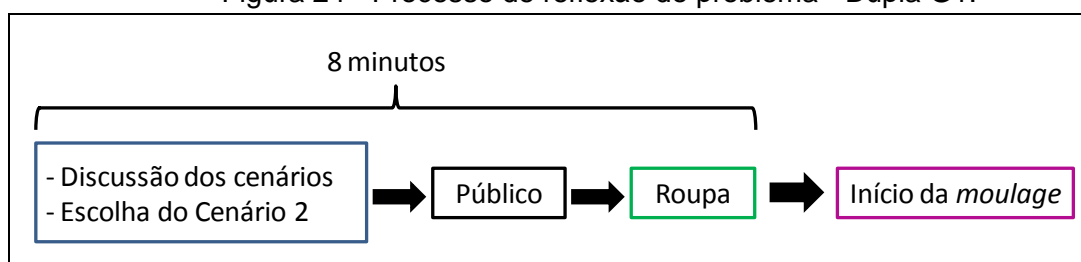 8 minutos
- Discussão dos cenários
- Escolha do Cenário 2
Público
Roupa
Início da moulage